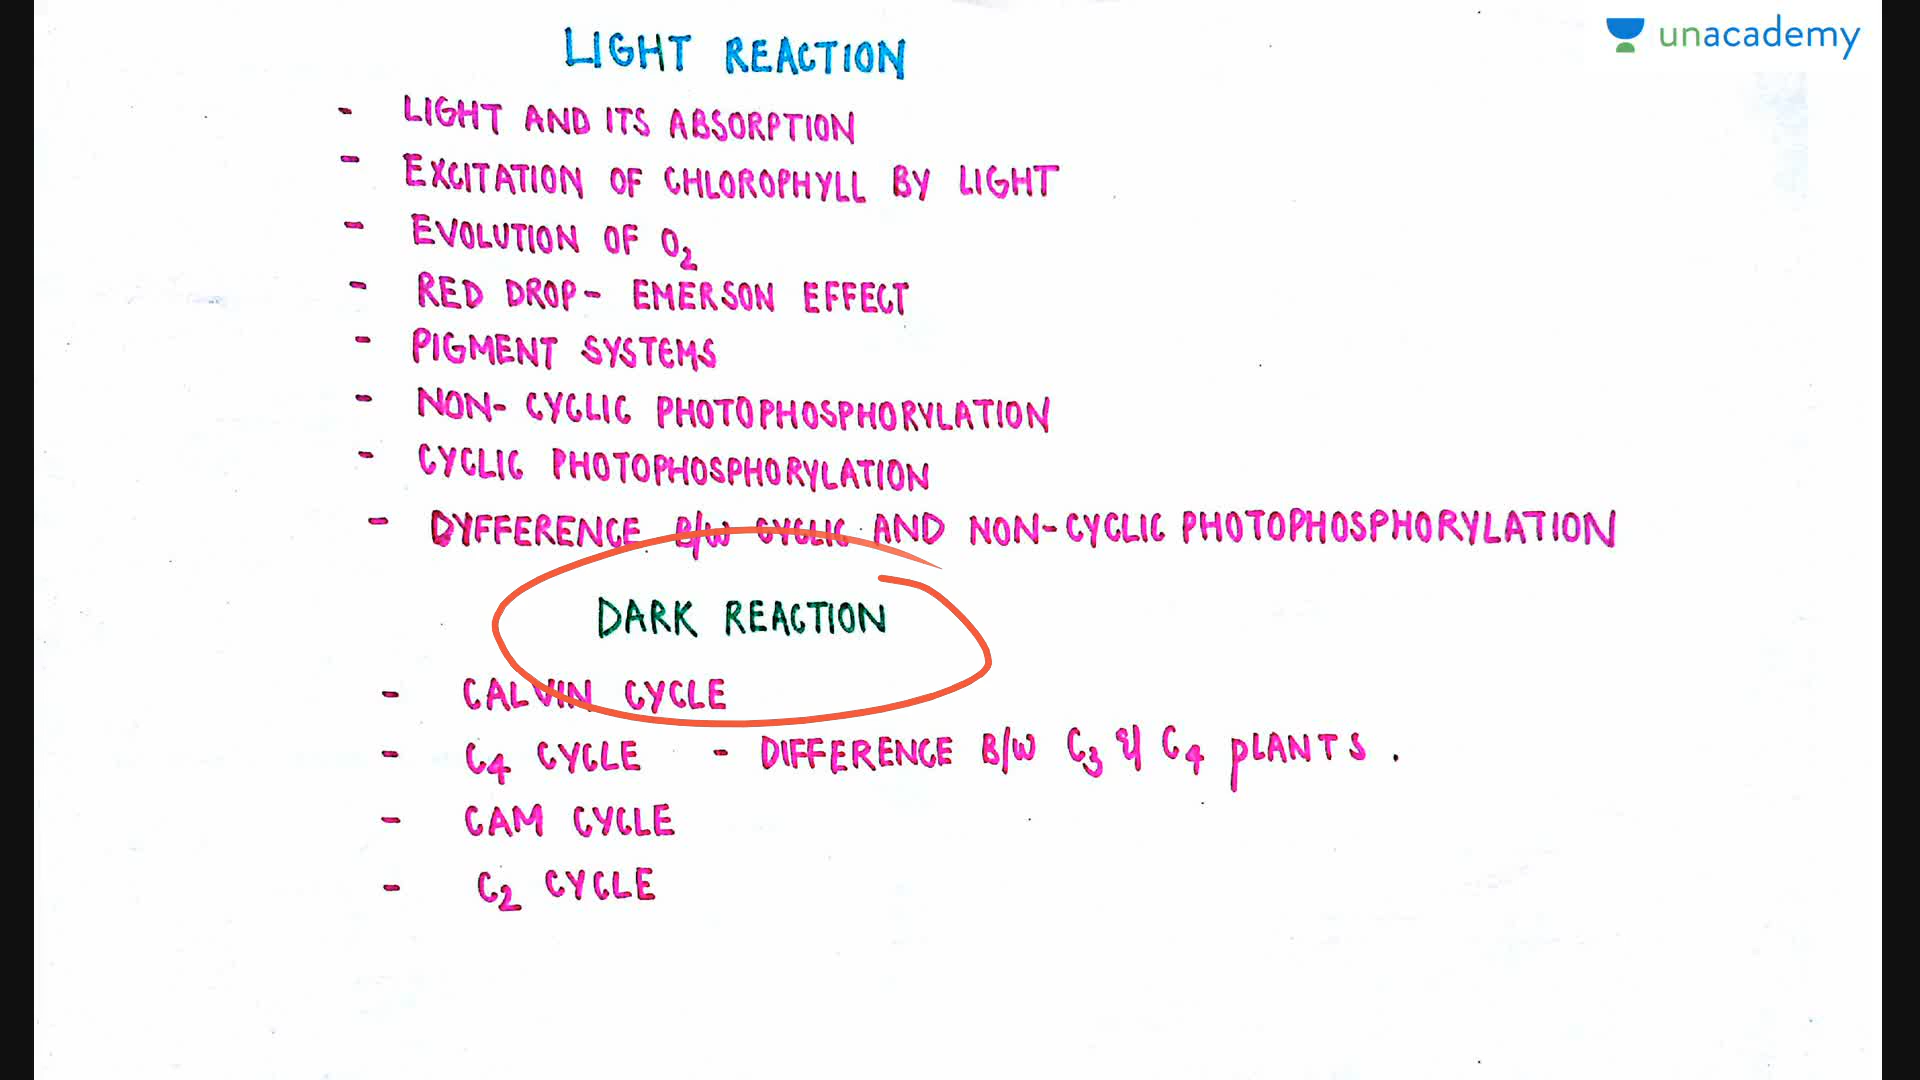 LIGHT REACTION
unacademy
- LIGHT AND ITS ABSORPTION
- EXCITATION OF CHLOROPHYLL BY LIGHT
- EVOLUTION OF O2
- RED DROP- EMERSON EFFECT
- PIGMENT SYSTEMS
- NON-CYCLIC PHOTOPHOSPHORYLATION
- CYCLIC PHOTOPHOSPHORYLATION
- DYFFERENCE B/W CYCLIC AND NON-CYCLIC PHOTOPHOSPHORYLATION
DARK REACTION
- CALVIN CYCLE
- C4 CYCLE - DIFFERENCE B/W C3 & C4 PLANTS.
- CAM CYCLE
- C2 CYCLE